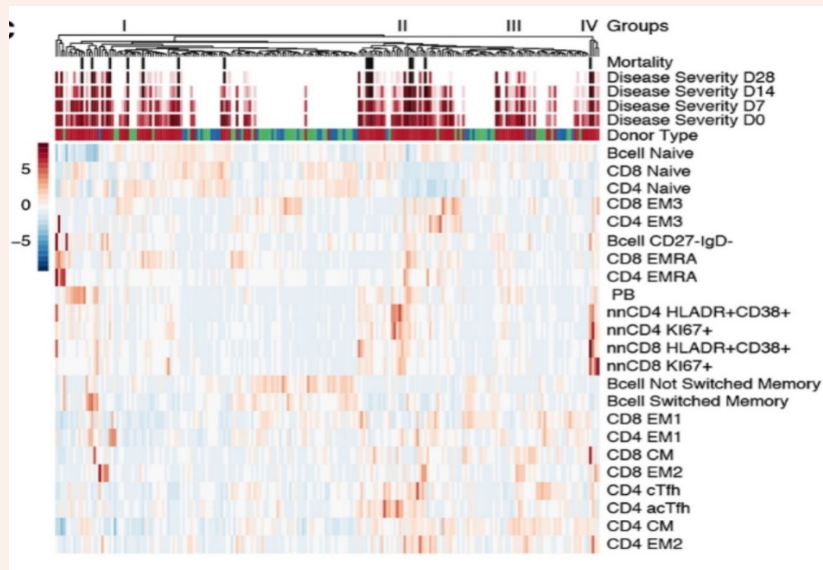 I II III IV Groups
Mortality
Disease Severity D28
Disease Severity D14
Disease Severity D7
Disease Severity D0
Donor Type
Bcell Naive
5 CD8 Naive
CD4 Naive
0 CD8 EM3
CD4 EM3
-5 Bcell CD27-IgD-
CD8 EMRA
CD4 EMRA
PB
nnCD4 HLADR+CD38+
nnCD4 KI67+
nnCD8 HLADR+CD38+
nnCD8 KI67+
Bcell Not Switched Memory
Bcell Switched Memory
CD8 EM1
CD4 EM1
CD8 CM
CD8 EM2
CD4 cTfh
CD4 acTfh
CD4 CM
CD4 EM2